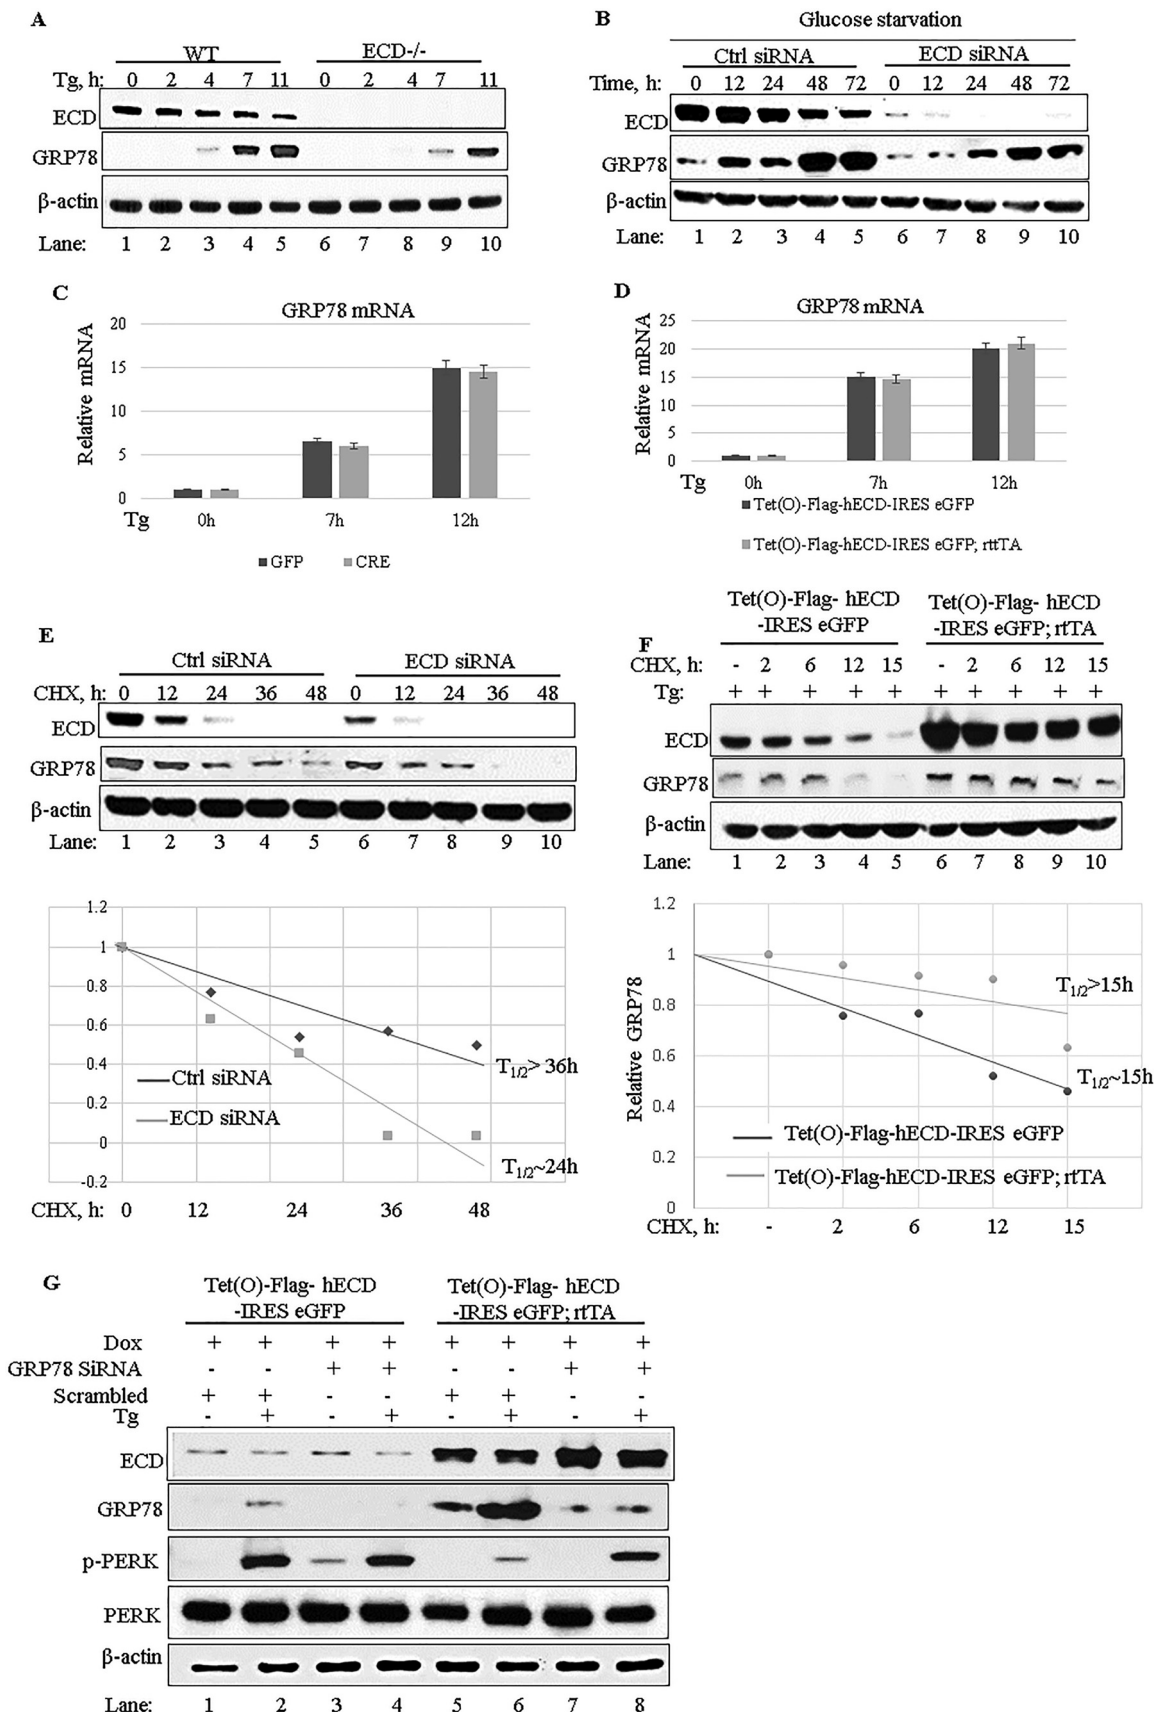 A
WT ECD-/-
Tg, h: 0 2 4 7 11 0 2 4 7 11
ECD
GRP78
β-actin
Lane: 1 2 3 4 5 6 7 8 9 10
B
Glucose starvation
Ctrl siRNA ECD siRNA
Time, h: 0 12 24 48 72 0 12 24 48 72
ECD
GRP78
β-actin
Lane: 1 2 3 4 5 6 7 8 9 10
C
GRP78 mRNA
Relative mRNA
20
15
10
5
0
Tg 0h 7h 12h
GFP CRE
D
GRP78 mRNA
Relative mRNA
25
20
15
10
5
0
Tg 0h 7h 12h
Tet(O)-Flag-hECD-IRES eGFP
Tet(O)-Flag-hECD-IRES eGFP; rttTA
E
Ctrl siRNA ECD siRNA
CHX, h: 0 12 24 36 48 0 12 24 36 48
ECD
GRP78
β-actin
Lane: 1 2 3 4 5 6 7 8 9 10
1.2
1
0.8
0.6
0.4
0.2
0
-0.2
T1/2> 36h
Ctrl siRNA
ECD siRNA
T1/2~24h
CHX, h: 0 12 24 36 48
F
Tet(O)-Flag- hECD
-IRES eGFP
Tet(O)-Flag- hECD
-IRES eGFP; rtTA
CHX, h: - 2 6 12 15 - 2 6 12 15
Tg: + + + + + + + + + +
ECD
GRP78
β-actin
Lane: 1 2 3 4 5 6 7 8 9 10
Relative GRP78
1.2
1
0.8
0.6
0.4
0.2
0
T1/2>15h
T1/2~15h
Tet(O)-Flag-hECD-IRES eGFP
Tet(O)-Flag-hECD-IRES eGFP; rtTA
CHX, h: - 2 6 12 15
G
Tet(O)-Flag- hECD
-IRES eGFP
Tet(O)-Flag- hECD
-IRES eGFP; rtTA
Dox + + + + + + + +
GRP78 SiRNA - - + + - - + +
Scrambled + + - - + + - -
Tg - + - + - + - +
ECD
GRP78
p-PERK
PERK
β-actin
Lane: 1 2 3 4 5 6 7 8